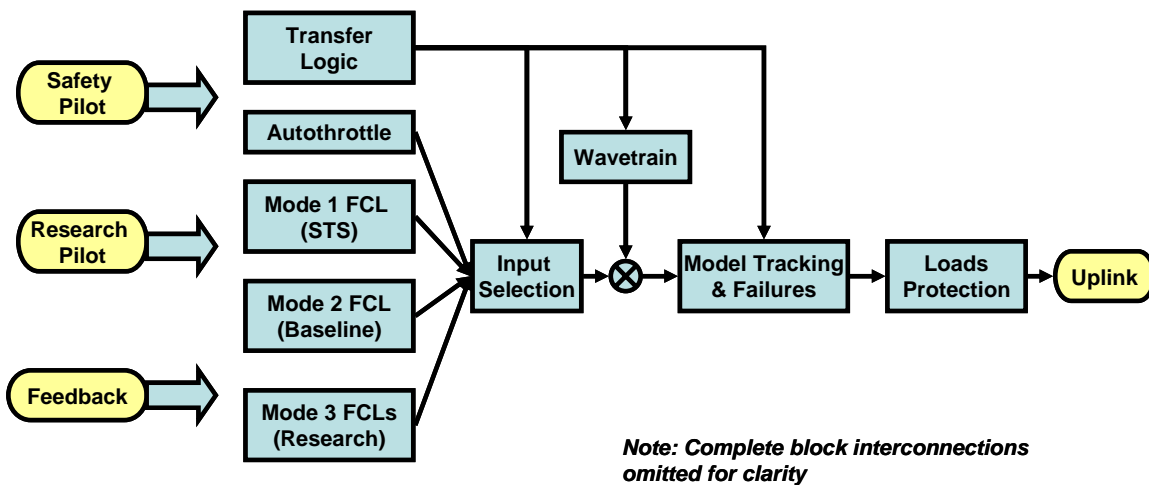 Transfer
Logic
Safety
Pilot
Autothrottle
Wavetrain
Mode 1 FCL
(STS)
Research
Pilot
Input
Selection
Model Tracking
& Failures
Loads
Protection
Uplink
Mode 2 FCL
(Baseline)
Feedback
Mode 3 FCLs
(Research)
Note: Complete block interconnections
omitted for clarity